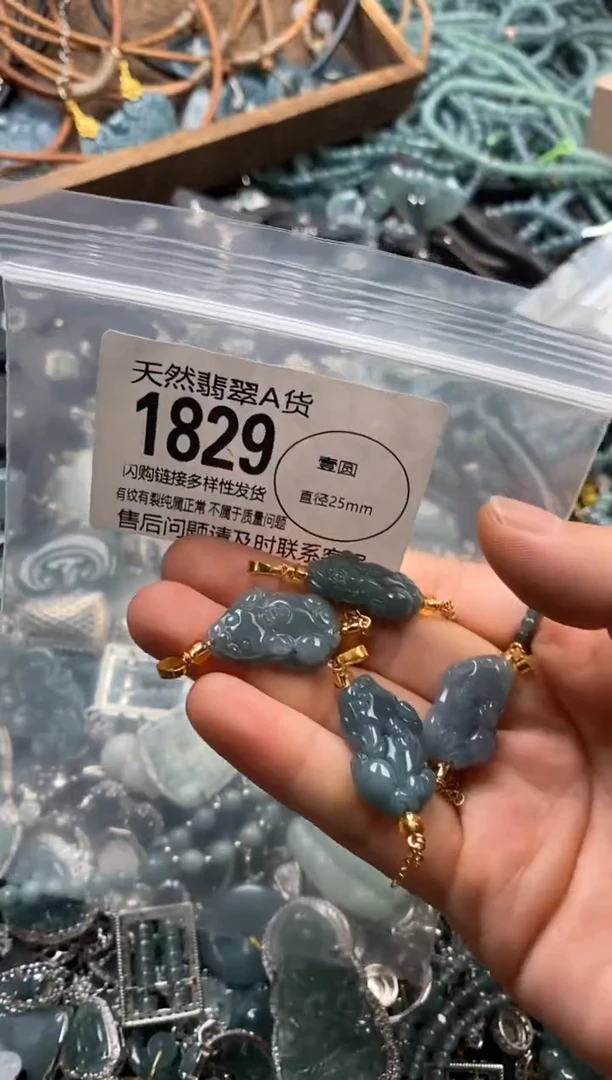 天然翡翠A货
1829
闪购链接多样性发货
有纹有裂纯属正常 不属于质量问题
售后问题请及时联系客服
壹圆
直径25mm